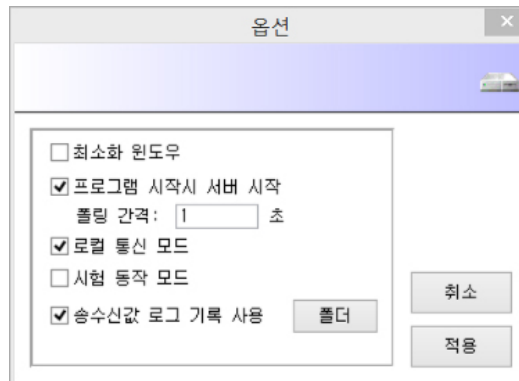 옵션
최소화 윈도우
프로그램 시작시 서버 시작
폴링 간격: 1 초
로컬 통신 모드
시험 동작 모드
송수신값 로그 기록 사용 폴더
취소
적용